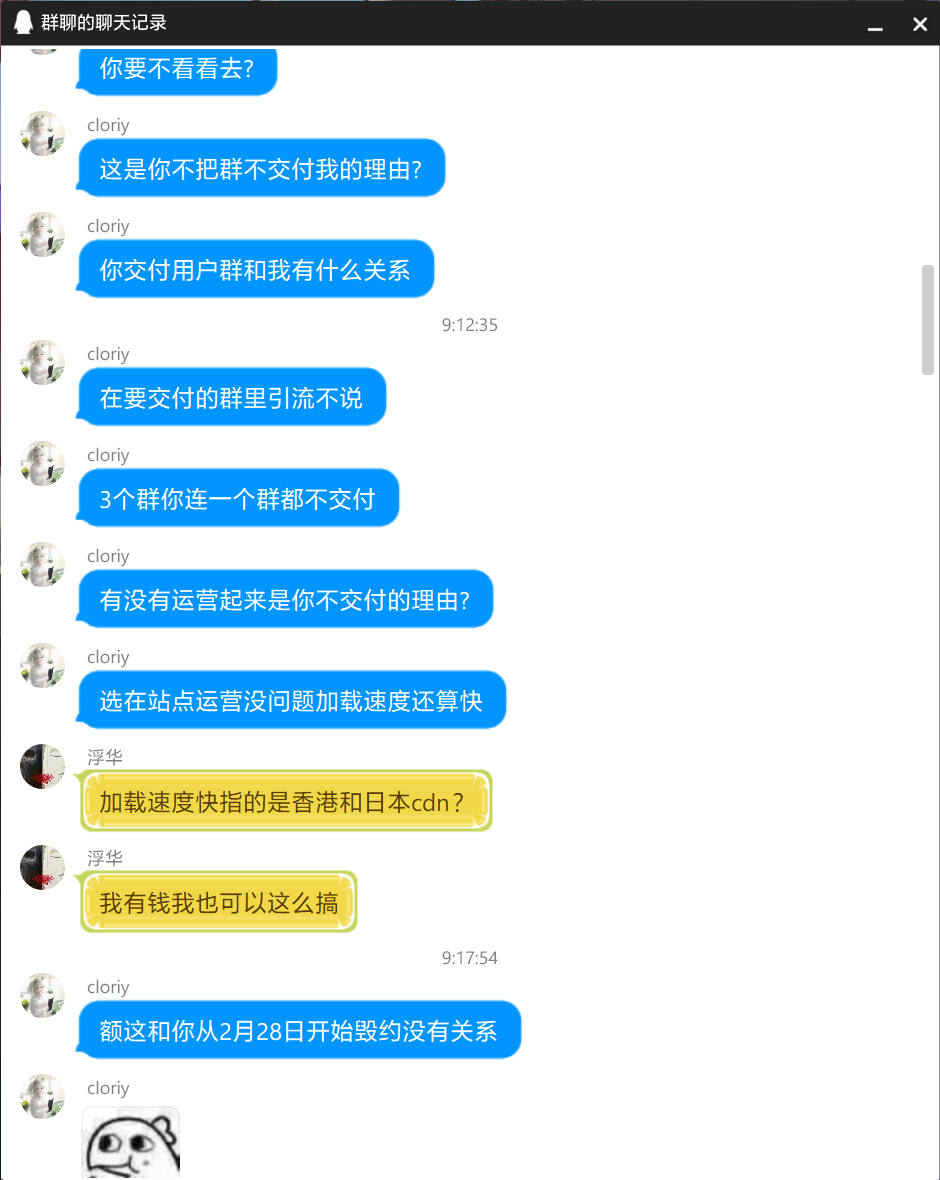 群聊的聊天记录
你要不看看去?
cloriy
这是你不把群不交付我的理由?
cloriy
你交付用户群和我有什么关系
9:12:35
cloriy
在要交付的群里引流不说
cloriy
3个群你连一个群都不交付
cloriy
有没有运营起来是你不交付的理由?
cloriy
选在站点运营没问题加载速度还算快
浮华
加载速度快指的是香港和日本cdn？
浮华
我有钱我也可以这么搞
9:17:54
cloriy
额这和你从2月28日开始毁约没有关系
cloriy